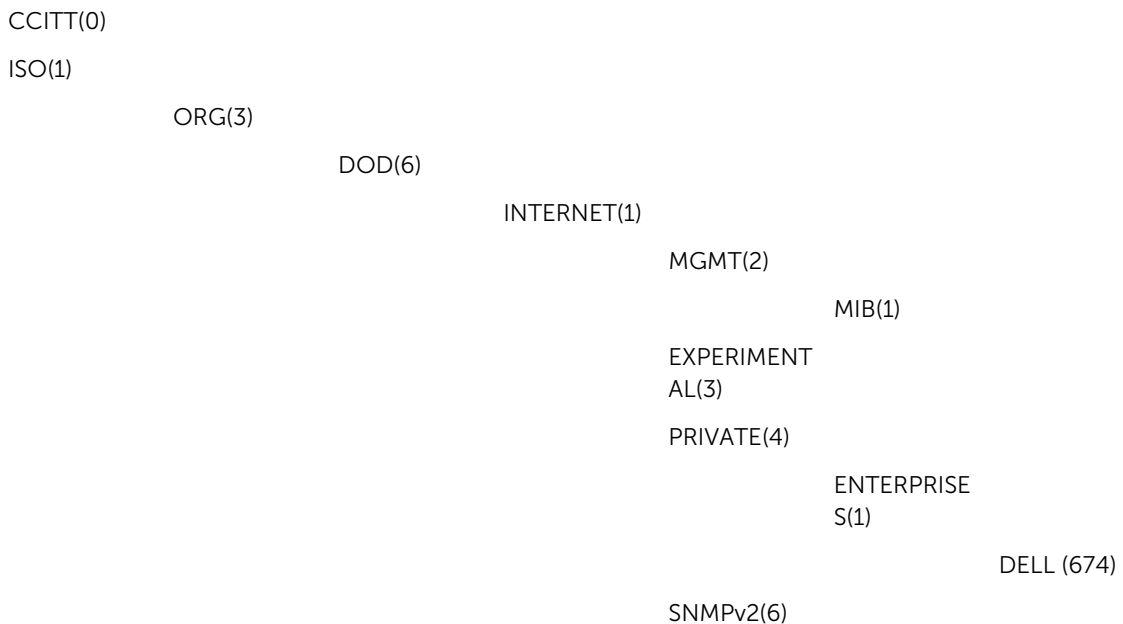 CCITT(0)
ISO(1)
ORG(3)
DOD(6)
INTERNET(1)
MGMT(2)
MIB(1)
EXPERIMENT
AL(3)
PRIVATE(4)
ENTERPRISE
S(1)
DELL (674)
SNMPv2(6)